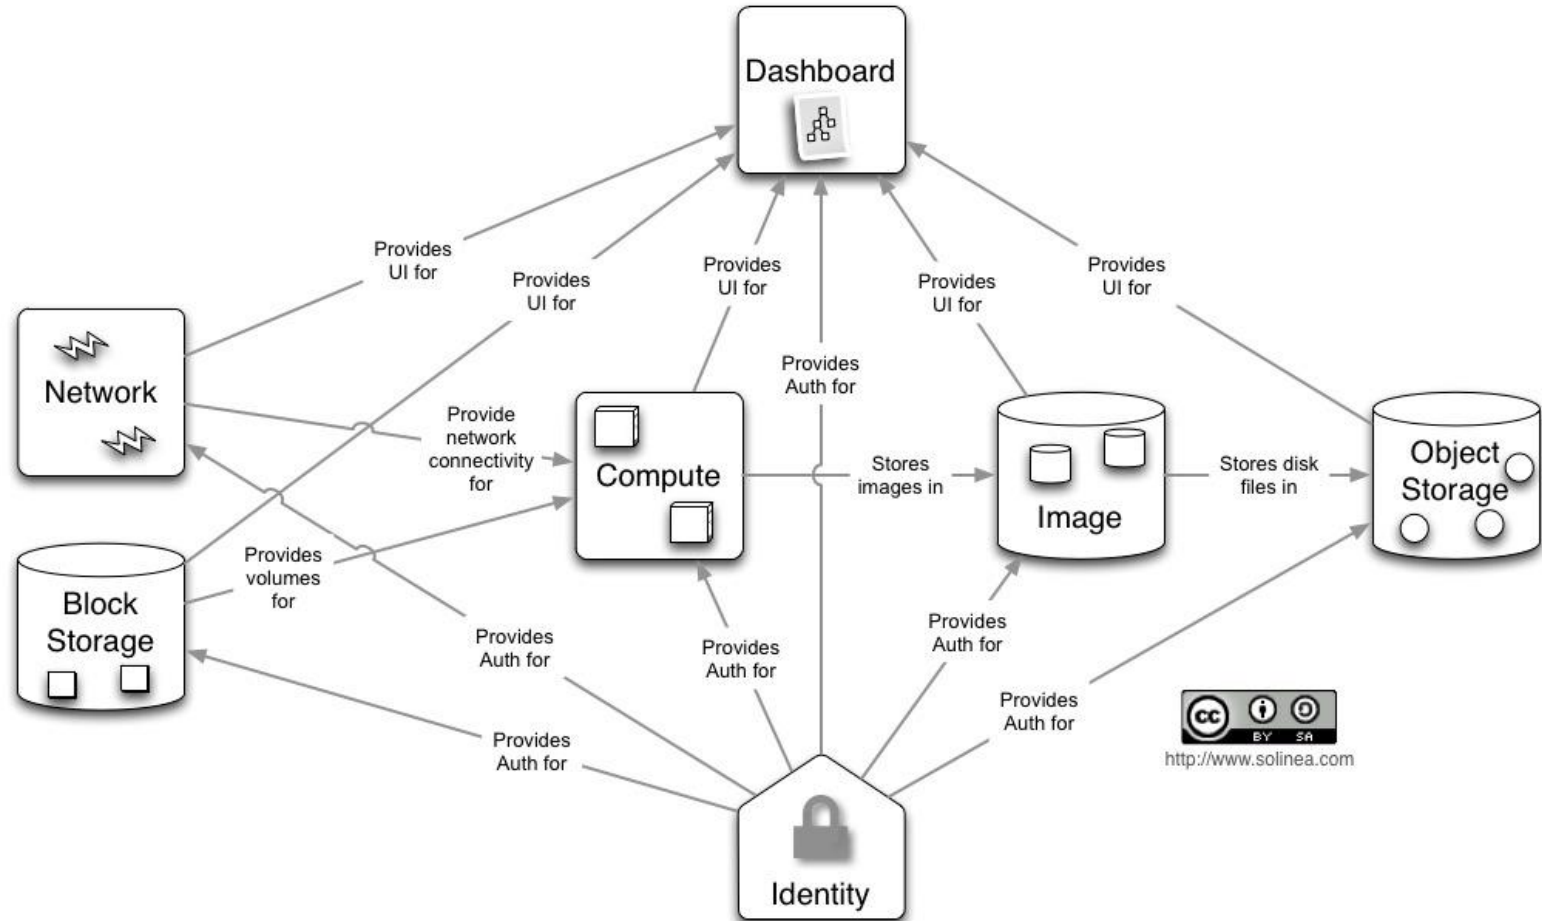 Dashboard
Provides
UI for
Provides
UI for
Provides
UI for
Provides
UI for
Provides
UI for
Network
Provides
Auth for
Provide
network
connectivity
for
Compute
Stores
images in
Image
Stores disk
files in
Object
Storage
Block
Storage
Provides
volumes
for
Provides
Auth for
Provides
Auth for
Provides
Auth for
Provides
Auth for
Provides
Auth for
cc
BY SA
http://www.solinea.com
Identity